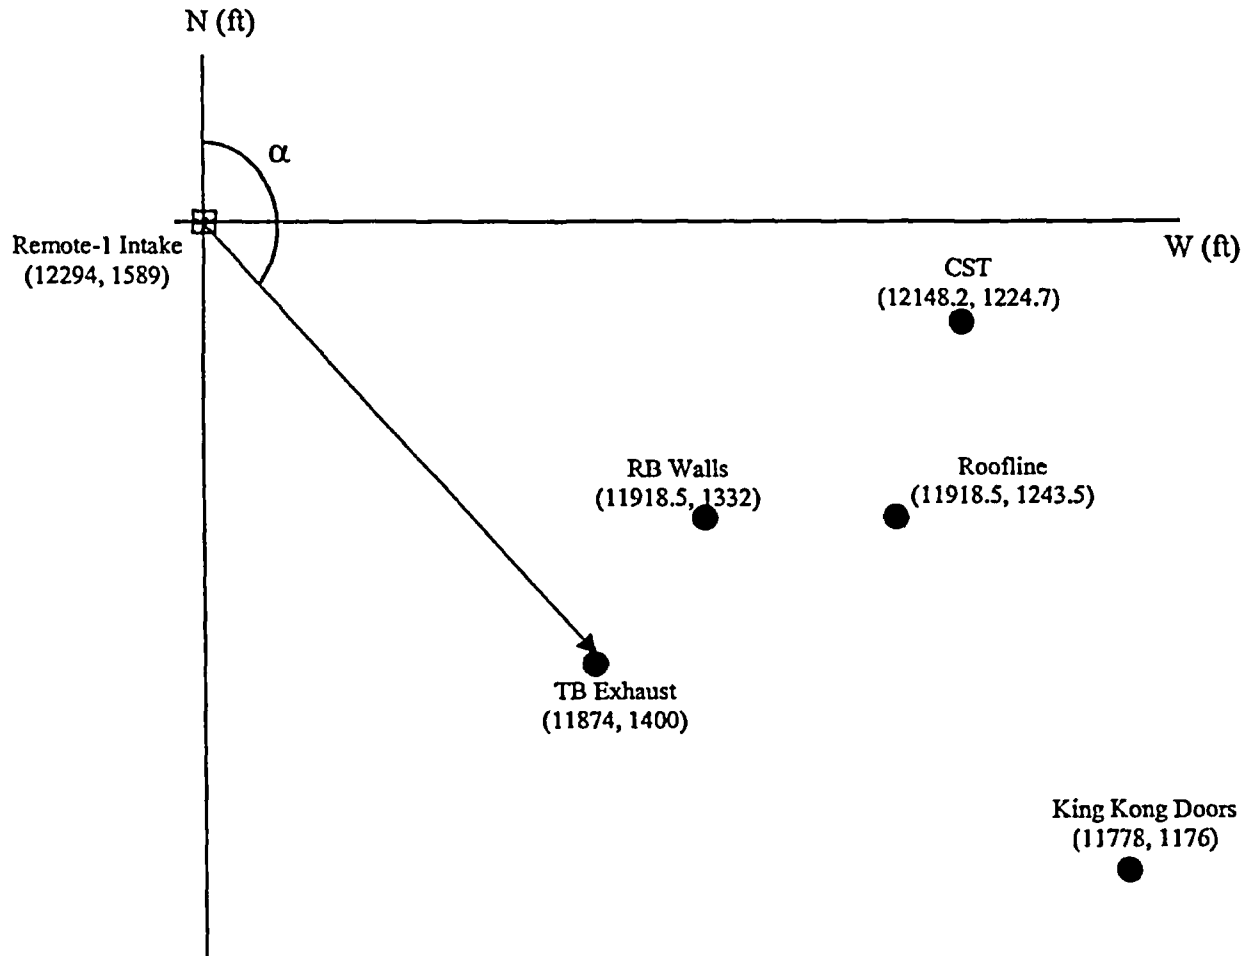 N (ft)
α
Remote-1 Intake
(12294, 1589)
W (ft)
CST
(12148.2, 1224.7)
RB Walls
(11918.5, 1332)
Roofline
(11918.5, 1243.5)
TB Exhaust
(11874, 1400)
King Kong Doors
(11778, 1176)